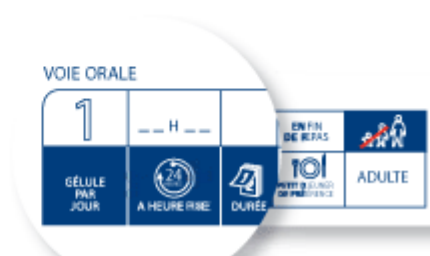 VOIE ORALE
1
GÉLULE
PAR
JOUR
__ H __
24
A HEURE FIXE
DURÉE
EN FIN
DE REPAS
PETIT DÉJEUNER
DE PRÉFÉRENCE
ADULTE